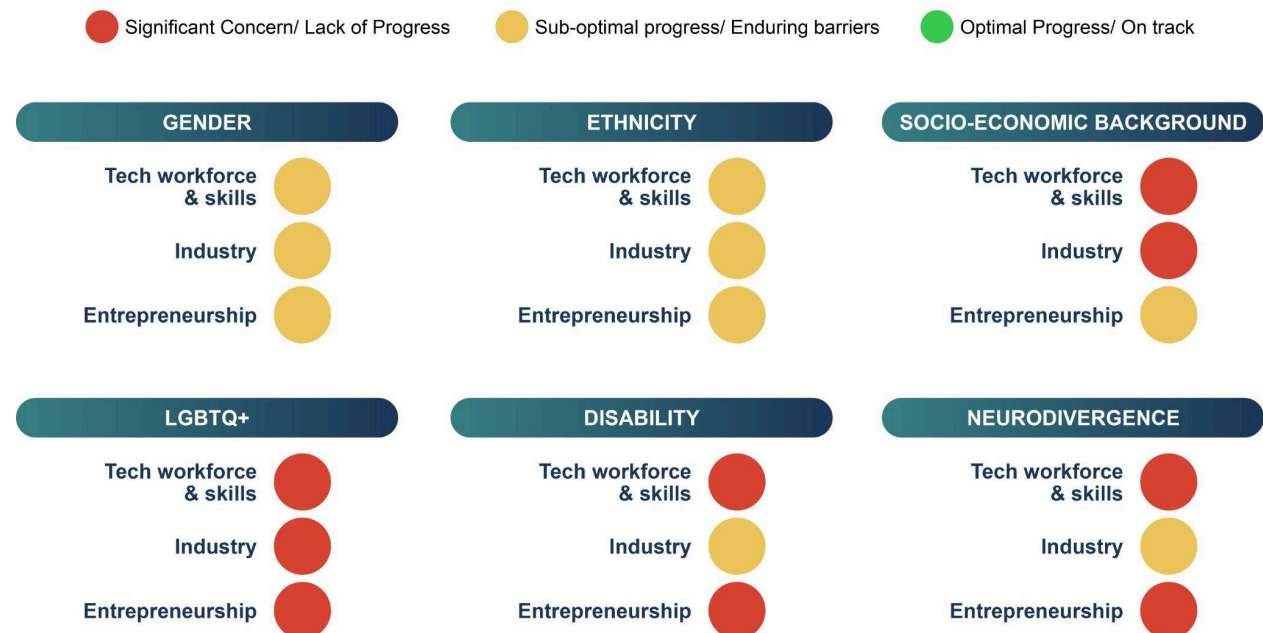 Significant Concern/ Lack of Progress
Sub-optimal progress/ Enduring barriers
Optimal Progress/ On track
GENDER
Tech workforce
& skills
Industry
Entrepreneurship
ETHNICITY
Tech workforce
& skills
Industry
Entrepreneurship
SOCIO-ECONOMIC BACKGROUND
Tech workforce
& skills
Industry
Entrepreneurship
LGBTQ+
Tech workforce
& skills
Industry
Entrepreneurship
DISABILITY
Tech workforce
& skills
Industry
Entrepreneurship
NEURODIVERGENCE
Tech workforce
& skills
Industry
Entrepreneurship